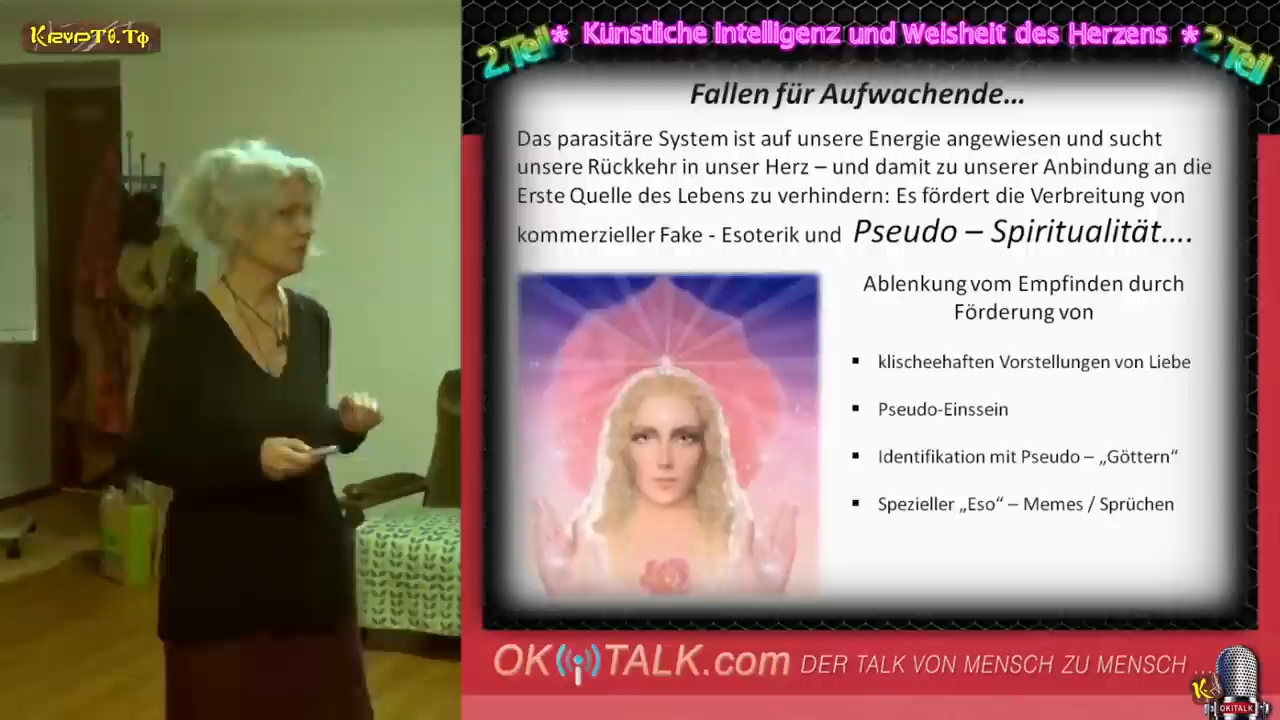 KrypT0.Tφ
2.Teil
* Künstliche Intelligenz und Weisheit des Herzens *
2.Teil
Fallen für Aufwachende...
Das parasitäre System ist auf unsere Energie angewiesen und sucht
unsere Rückkehr in unser Herz – und damit zu unserer Anbindung an die
Erste Quelle des Lebens zu verhindern: Es fördert die Verbreitung von
kommerzieller Fake - Esoterik und Pseudo – Spiritualität....
Ablenkung vom Empfinden durch
Förderung von
▪ klischeehaften Vorstellungen von Liebe
▪ Pseudo-Einssein
▪ Identifikation mit Pseudo – „Göttern“
▪ Spezieller „Eso“ – Memes / Sprüchen
OKiTALK.com DER TALK VON MENSCH ZU MENSCH ...
OKiTALK